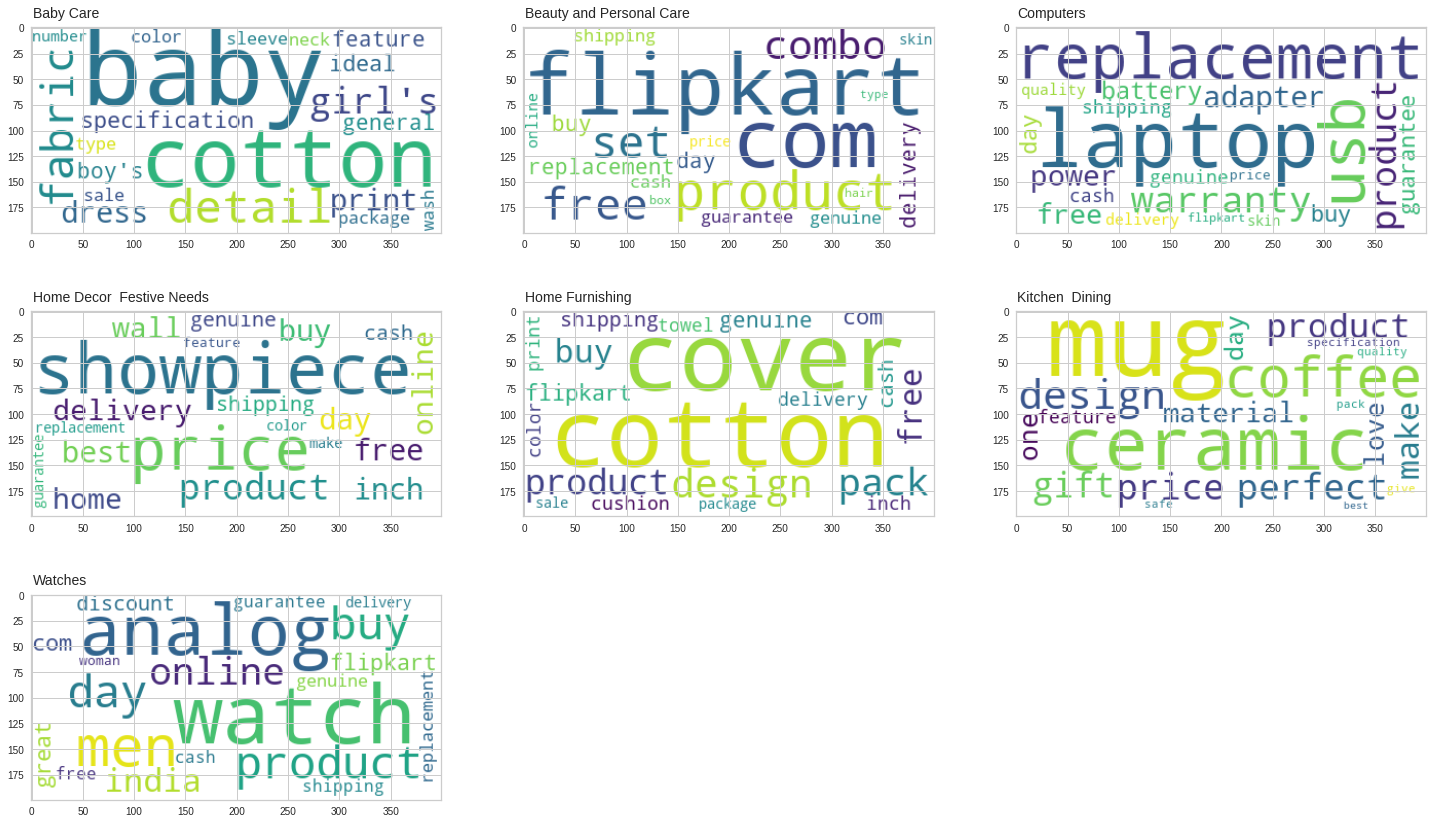 Baby Care
number color sleeve neck feature
baby ideal
fabric girl's
specification general
type cotton
boy's
sale detail print
dress package wash
0 25 50 75 100 125 150 175
0 50 100 150 200 250 300 350
Beauty and Personal Care
shipping combo skin
flipkart
online type
buy set price com
replacement day delivery
cash product hair
free box
guarantee genuine
0 25 50 75 100 125 150 175
0 50 100 150 200 250 300 350
Computers
replacement
quality battery adapter
shipping product
day laptop usb guarantee
power genuine price
cash warranty
free delivery flipkart skin buy
0 25 50 75 100 125 150 175
0 50 100 150 200 250 300 350
Home Decor  Festive Needs
wall genuine buy cash
feature
showpiece online
delivery shipping day
replacement color
best price make free
guarantee
home product inch
0 25 50 75 100 125 150 175
0 50 100 150 200 250 300 350
Home Furnishing
print shipping towel genuine com
buy cover
flipkart delivery cash free
color cotton
product design pack
sale cushion package inch
0 25 50 75 100 125 150 175
0 50 100 150 200 250 300 350
Kitchen  Dining
mug day product
specification
quality
design coffee
pack
one feature material love make
ceramic
gift price perfect give
safe best
0 25 50 75 100 125 150 175
0 50 100 150 200 250 300 350
Watches
discount guarantee delivery
analog buy
com
woman online flipkart
day genuine
watch replacement
great men
cash product
free india shipping
0 25 50 75 100 125 150 175
0 50 100 150 200 250 300 350